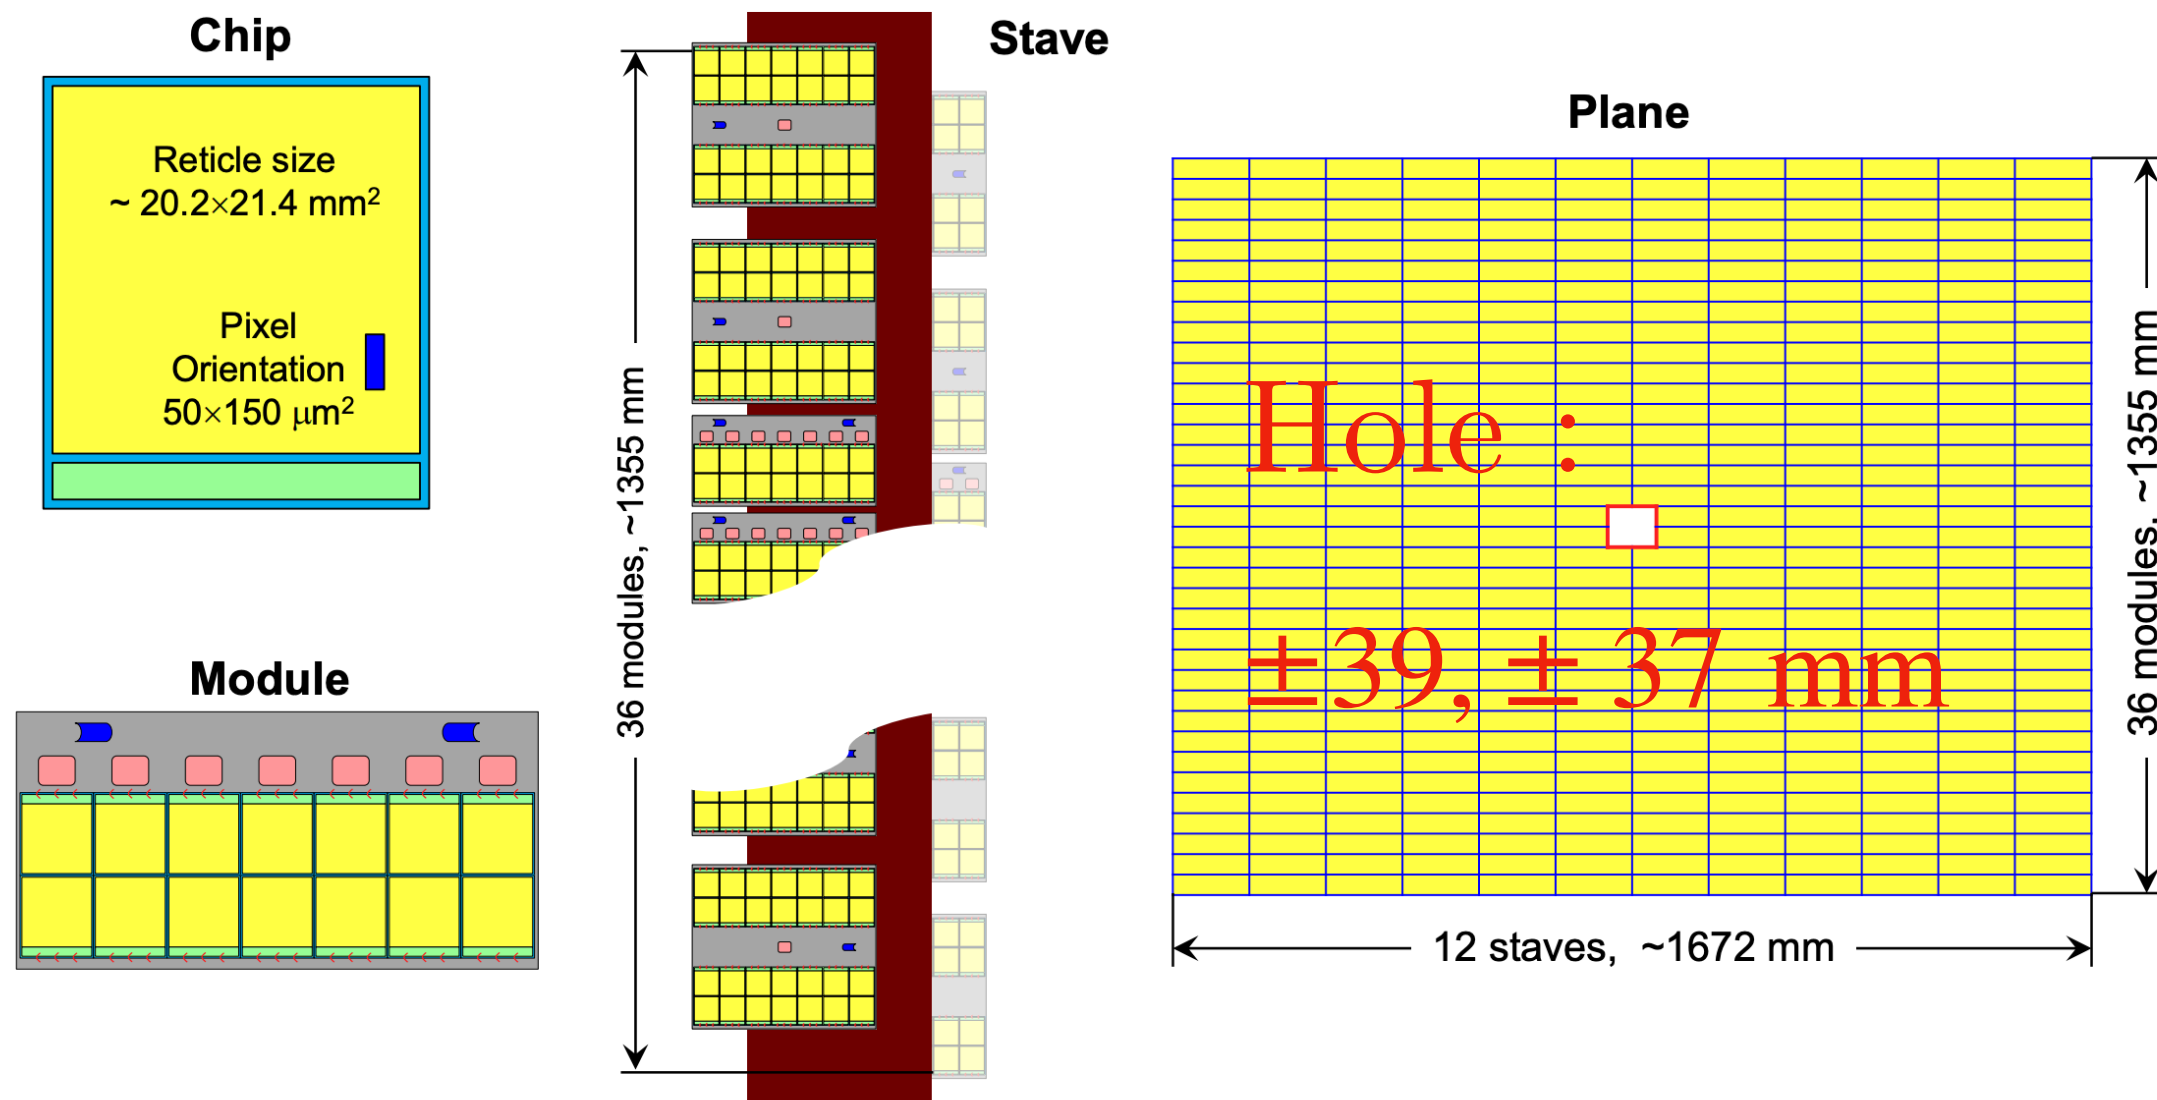 Chip
Reticle size
~ 20.2×21.4 mm²
Pixel
Orientation
50×150 μm²
Module
Stave
36 modules, ~1355 mm
Plane
Hole :
±39, ± 37 mm
36 modules, ~1355 mm
12 staves, ~1672 mm